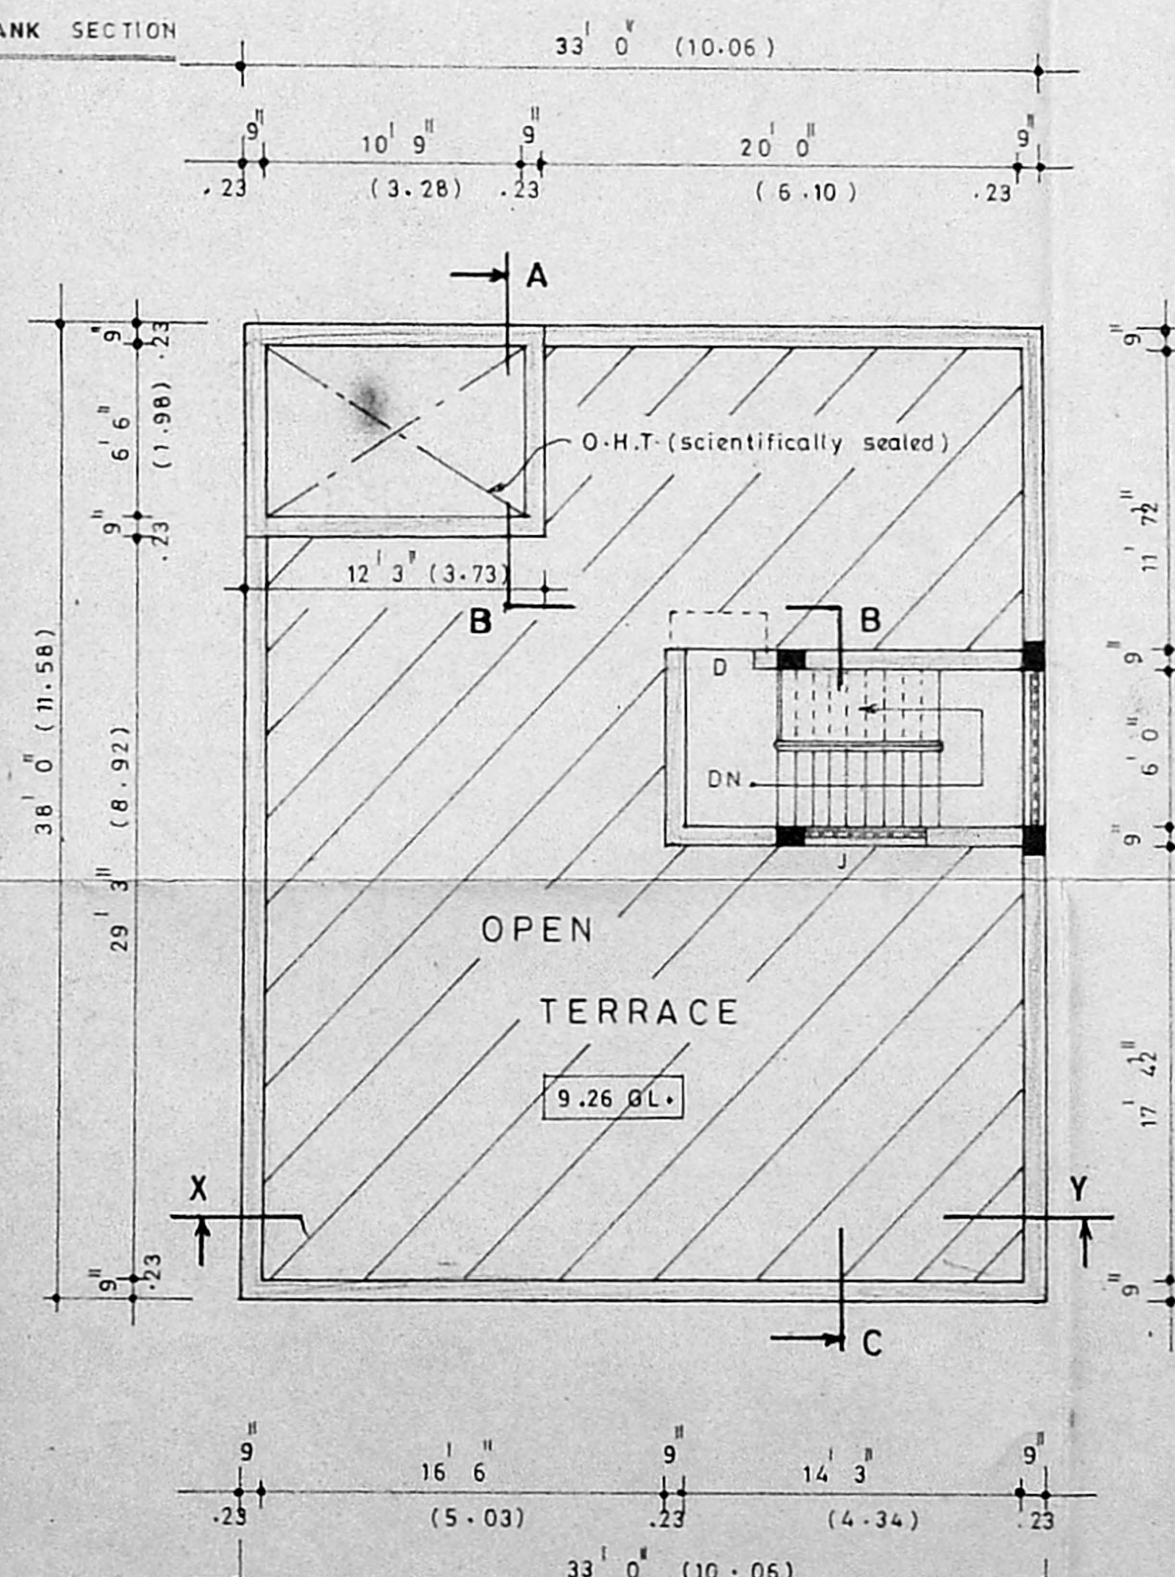 ANK SECTION
33' 0" (10.06)
9" 10' 9" 9" 20' 0" 9"
.23 (3.28) .23 (6.10) .23
A
9" .23
6' 6" (1.98)
9" .23
O.H.T. (scientifically sealed)
12' 3" (3.73)
B
B
38' 0" (11.58)
29' 3" (8.92)
9" .23
D
DN
J
OPEN
TERRACE
9.26 GL.
X
Y
C
9"
11' 7½"
9"
6' 0"
9"
17' 4½"
9"
9" 16' 6" 9" 14' 3" 9"
.23 (5.03) .23 (4.34) .23
33' 0" (10.06)